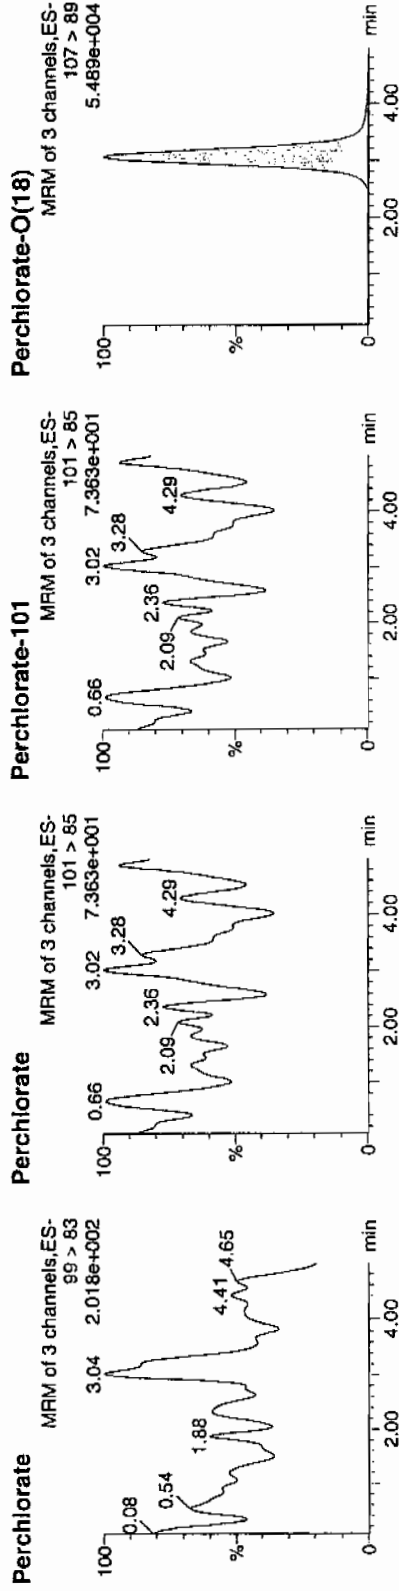 Perchlorate
MRM of 3 channels,ES-
99 > 83
2.018e+002
100
%
0
0.08
0.54
1.88
3.04
4.41
4.65
2.00
4.00
min
Perchlorate
MRM of 3 channels,ES-
101 > 85
7.363e+001
100
%
0
0.66
2.09
2.36
3.02
3.28
4.29
2.00
4.00
min
Perchlorate-101
MRM of 3 channels,ES-
101 > 85
7.363e+001
100
%
0
0.66
2.09
2.36
3.02
3.28
4.29
2.00
4.00
min
Perchlorate-O(18)
MRM of 3 channels,ES-
107 > 89
5.489e+004
100
%
0
2.00
4.00
min